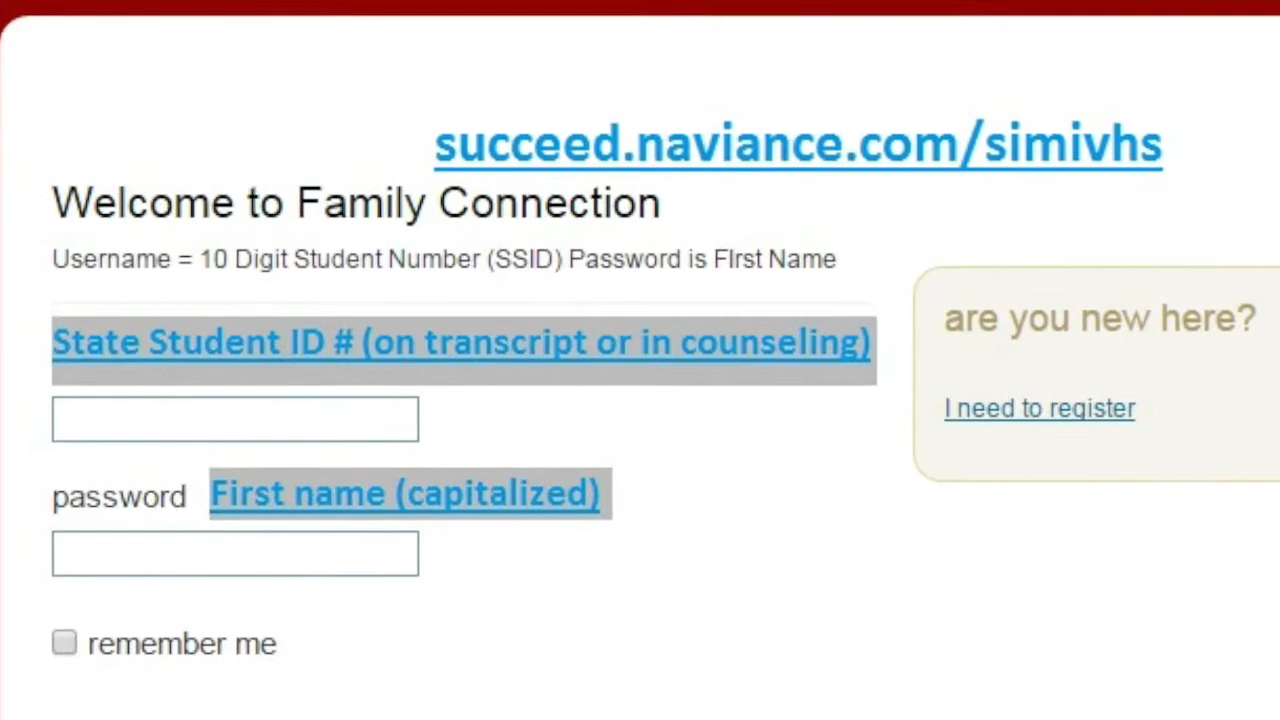 succeed.naviance.com/simivhs
Welcome to Family Connection
Username = 10 Digit Student Number (SSID) Password is FIrst Name
State Student ID # (on transcript or in counseling)
password First name (capitalized)
remember me
are you new here?
I need to register